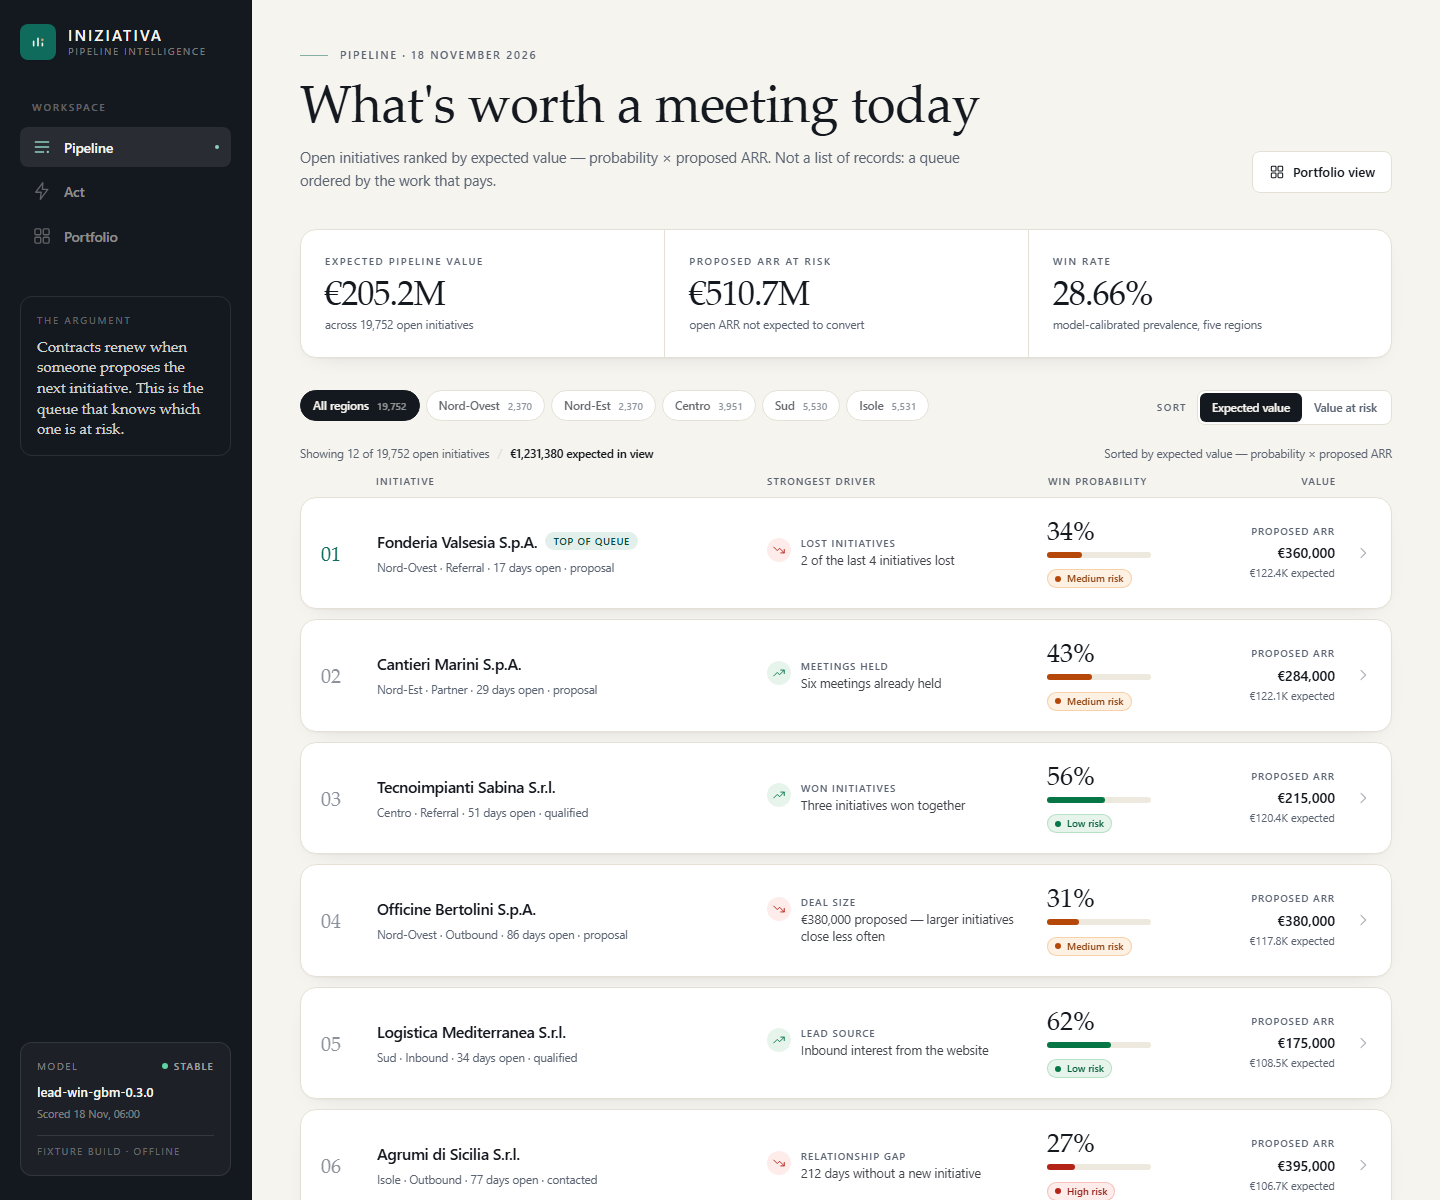 INIZIATIVA
PIPELINE INTELLIGENCE
WORKSPACE
Pipeline
Act
Portfolio
THE ARGUMENT
Contracts renew when
someone proposes the
next initiative. This is the
queue that knows which
one is at risk.
MODEL
STABLE
lead-win-gbm-0.3.0
Scored 18 Nov, 06:00
FIXTURE BUILD · OFFLINE
PIPELINE · 18 NOVEMBER 2026
What's worth a meeting today
Open initiatives ranked by expected value — probability × proposed ARR. Not a list of records: a queue
ordered by the work that pays.
Portfolio view
EXPECTED PIPELINE VALUE
€205.2M
across 19,752 open initiatives
PROPOSED ARR AT RISK
€510.7M
open ARR not expected to convert
WIN RATE
28.66%
model-calibrated prevalence, five regions
All regions 19,752
Nord-Ovest 2,370
Nord-Est 2,370
Centro 3,951
Sud 5,530
Isole 5,531
SORT
Expected value
Value at risk
Showing 12 of 19,752 open initiatives / €1,231,380 expected in view
Sorted by expected value — probability × proposed ARR
INITIATIVE
STRONGEST DRIVER
WIN PROBABILITY
VALUE
01
Fonderia Valsesia S.p.A.
TOP OF QUEUE
Nord-Ovest · Referral · 17 days open · proposal
LOST INITIATIVES
2 of the last 4 initiatives lost
34%
Medium risk
PROPOSED ARR
€360,000
€122.4K expected
02
Cantieri Marini S.p.A.
Nord-Est · Partner · 29 days open · proposal
MEETINGS HELD
Six meetings already held
43%
Medium risk
PROPOSED ARR
€284,000
€122.1K expected
03
Tecnoimpianti Sabina S.r.l.
Centro · Referral · 51 days open · qualified
WON INITIATIVES
Three initiatives won together
56%
Low risk
PROPOSED ARR
€215,000
€120.4K expected
04
Officine Bertolini S.p.A.
Nord-Ovest · Outbound · 86 days open · proposal
DEAL SIZE
€380,000 proposed — larger initiatives
close less often
31%
Medium risk
PROPOSED ARR
€380,000
€117.8K expected
05
Logistica Mediterranea S.r.l.
Sud · Inbound · 34 days open · qualified
LEAD SOURCE
Inbound interest from the website
62%
Low risk
PROPOSED ARR
€175,000
€108.5K expected
06
Agrumi di Sicilia S.r.l.
Isole · Outbound · 77 days open · contacted
RELATIONSHIP GAP
212 days without a new initiative
27%
High risk
PROPOSED ARR
€395,000
€106.7K expected